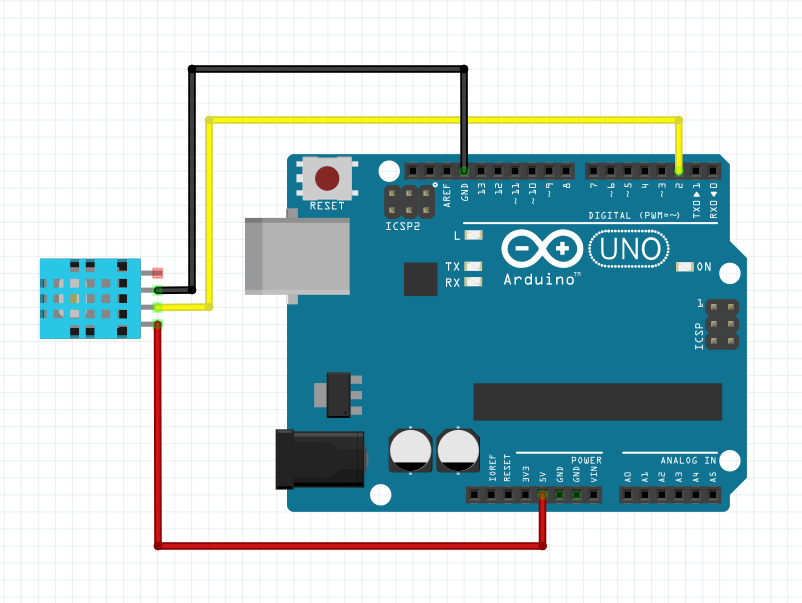 RESET
ICSP2
AREF
GND
13
12
~11
~10
~9
8
7
~6
~5
4
~3
2
TXD ▲ 1
RXD ▼ 0
DIGITAL (PWM=~)
L
TX
RX
Arduino™
UNO
ON
1
ICSP
IOREF
RESET
3V3
5V
GND
GND
VIN
POWER
A0
A1
A2
A3
A4
A5
ANALOG IN